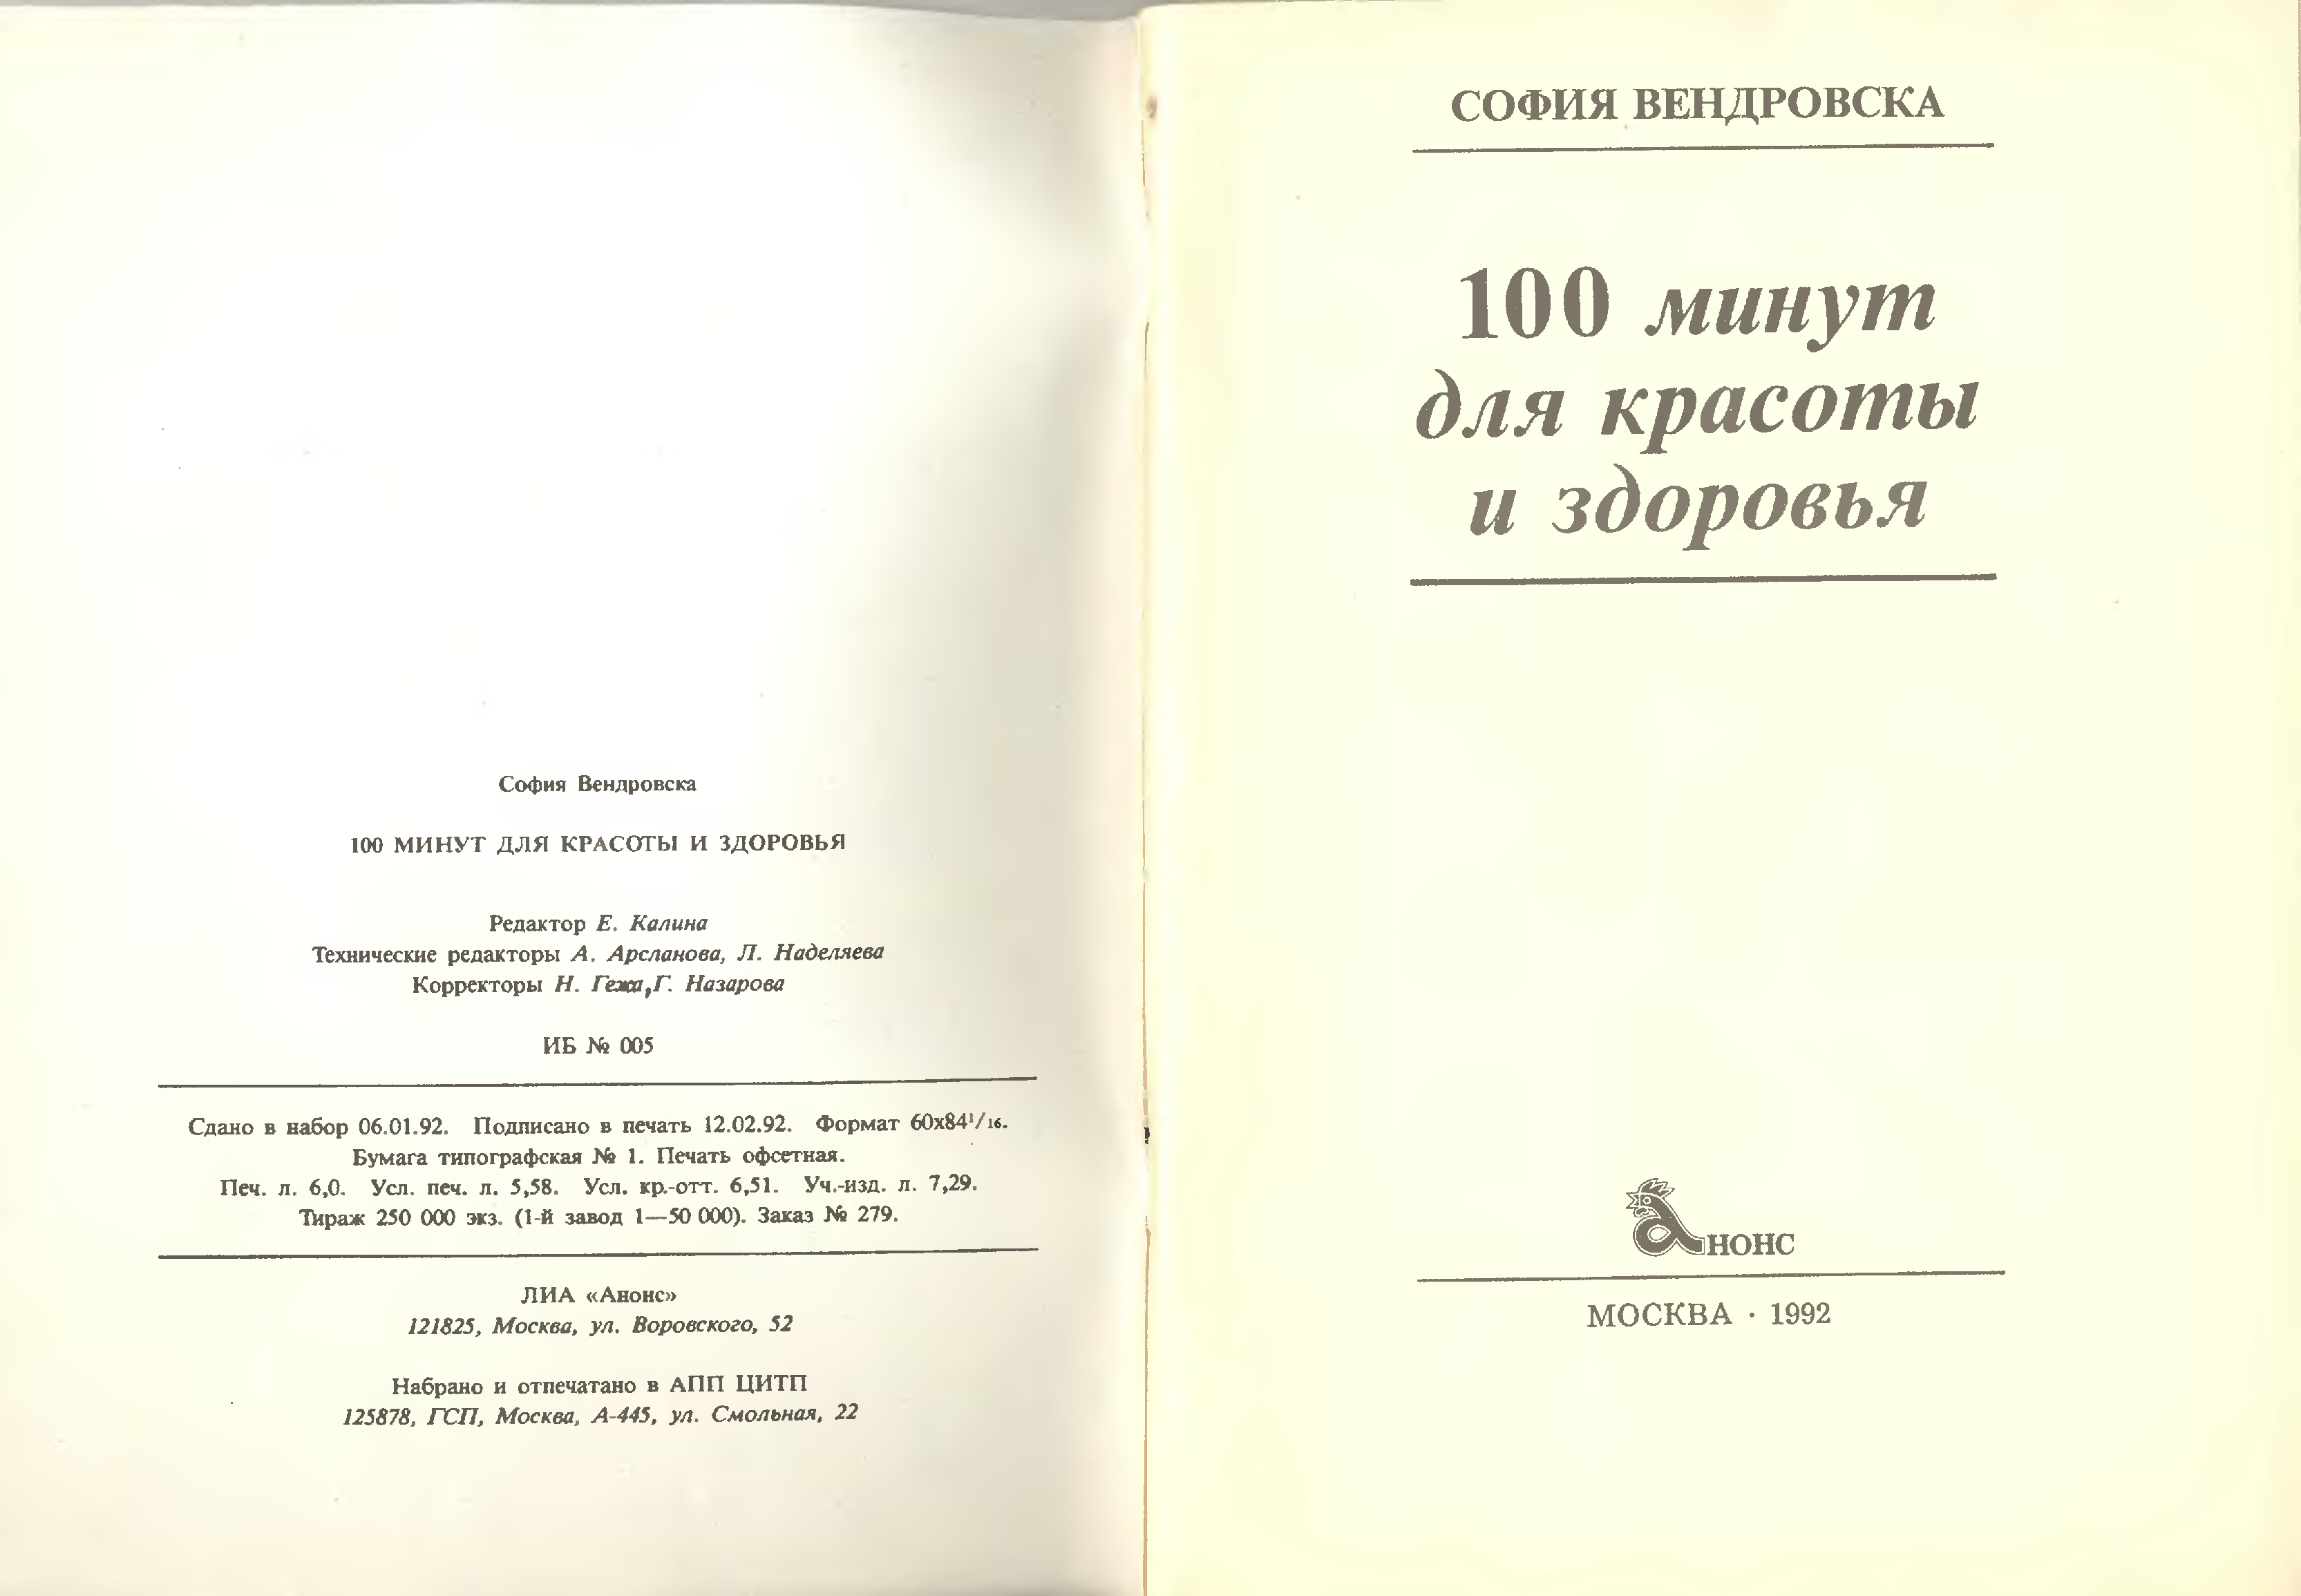 София Вендровска
100 МИНУТ ДЛЯ КРАСОТЫ И ЗДОРОВЬЯ
Редактор Е. Калина
Технические редакторы А. Арсланова, Л. Наделяева
Корректоры Н. Гежа, Г. Назарова
ИБ № 005
Сдано в набор 06.01.92. Подписано в печать 12.02.92. Формат 60х84¹/₁₆.
Бумага типографская № 1. Печать офсетная.
Печ. л. 6,0. Усл. печ. л. 5,58. Усл. кр.-отт. 6,51. Уч.-изд. л. 7,29.
Тираж 250 000 экз. (1-й завод 1—50 000). Заказ № 279.
ЛИА «Анонс»
121825, Москва, ул. Воровского, 52
Набрано и отпечатано в АПП ЦИТП
125878, ГСП, Москва, А-445, ул. Смольная, 22
СОФИЯ ВЕНДРОВСКА
100 минут
для красоты
и здоровья
Анонс
МОСКВА · 1992